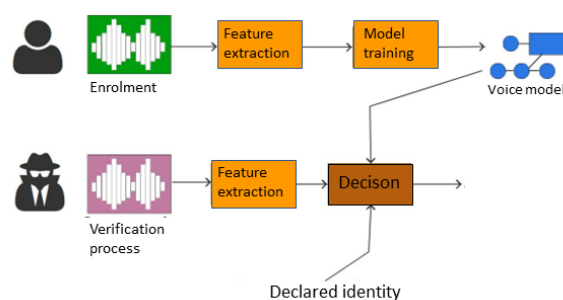 Feature
extraction
Model
training
Enrolment
Voice model
Feature
extraction
Decison
Verification
process
Declared identity